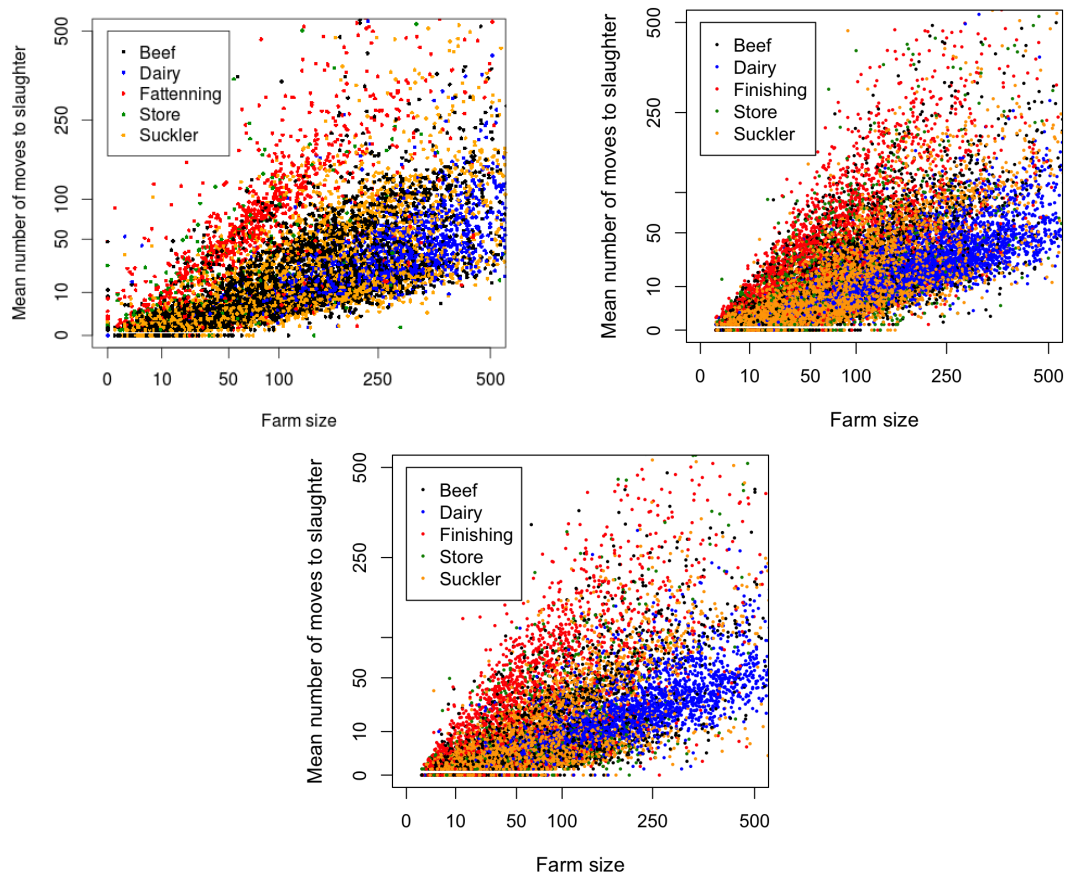 Mean number of moves to slaughter
500
250
100
50
10
0
Beef
Dairy
Fattenning
Store
Suckler
0 10 50 100 250 500
Farm size
Mean number of moves to slaughter
500
250
50
10
0
Beef
Dairy
Finishing
Store
Suckler
0 10 50 100 250 500
Farm size
Mean number of moves to slaughter
500
250
50
10
0
Beef
Dairy
Finishing
Store
Suckler
0 10 50 100 250 500
Farm size